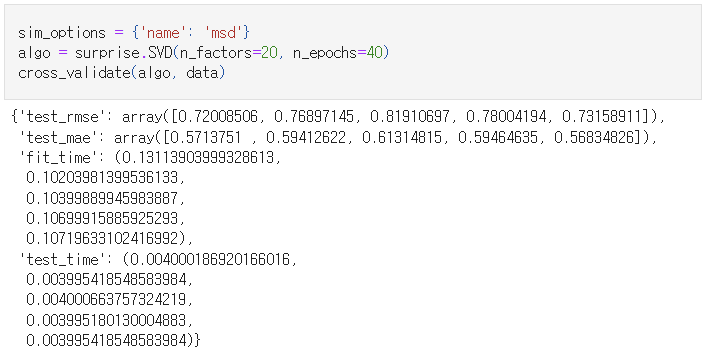 sim_options = {'name': 'msd'}
algo = surprise.SVD(n_factors=20, n_epochs=40)
cross_validate(algo, data)
{'test_rmse': array([0.72008506, 0.76897145, 0.81910697, 0.78004194, 0.73158911]),
'test_mae': array([0.5713751 , 0.59412622, 0.61314815, 0.59464635, 0.56834826]),
'fit_time': (0.13113903999328613,
0.10203981399536133,
0.10399889945983887,
0.10699915885925293,
0.10719633102416992),
'test_time': (0.004000186920166016,
0.003995418548583984,
0.004000663757324219,
0.003995180130004883,
0.003995418548583984)}